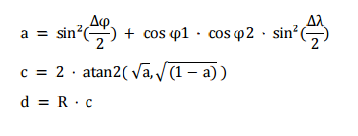 a = sin²(Δφ/2) + cos φ1 · cos φ2 · sin²(Δλ/2)
c = 2 · atan2( √a, √(1 − a) )
d = R · c